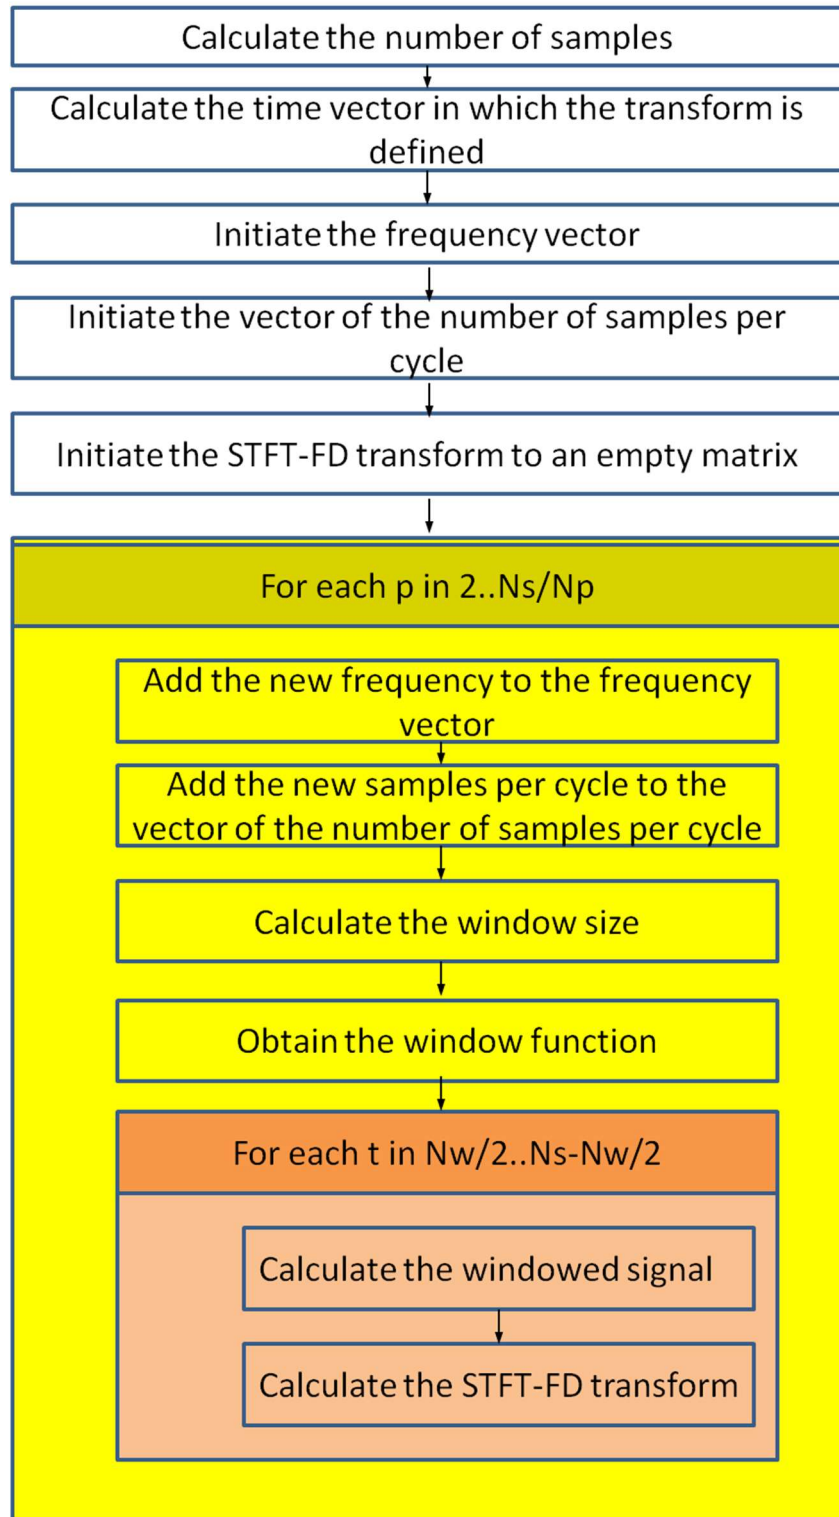 Calculate the number of samples
Calculate the time vector in which the transform is
defined
Initiate the frequency vector
Initiate the vector of the number of samples per
cycle
Initiate the STFT-FD transform to an empty matrix
For each p in 2..Ns/Np
Add the new frequency to the frequency
vector
Add the new samples per cycle to the
vector of the number of samples per cycle
Calculate the window size
Obtain the window function
For each t in Nw/2..Ns-Nw/2
Calculate the windowed signal
Calculate the STFT-FD transform